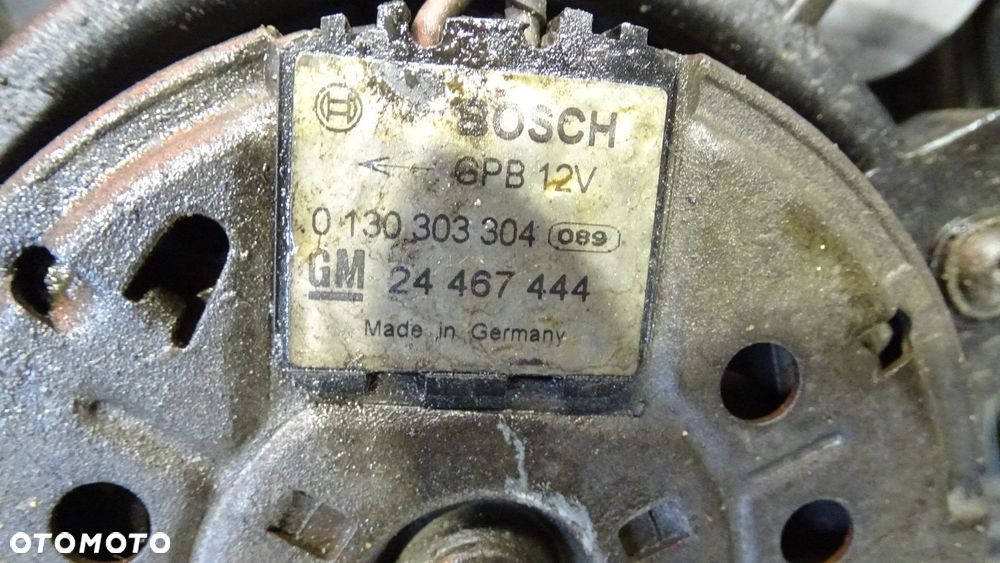 BOSCH
← GPB 12V
0 130 303 304 089
GM 24 467 444
Made in Germany
OTOMOTO